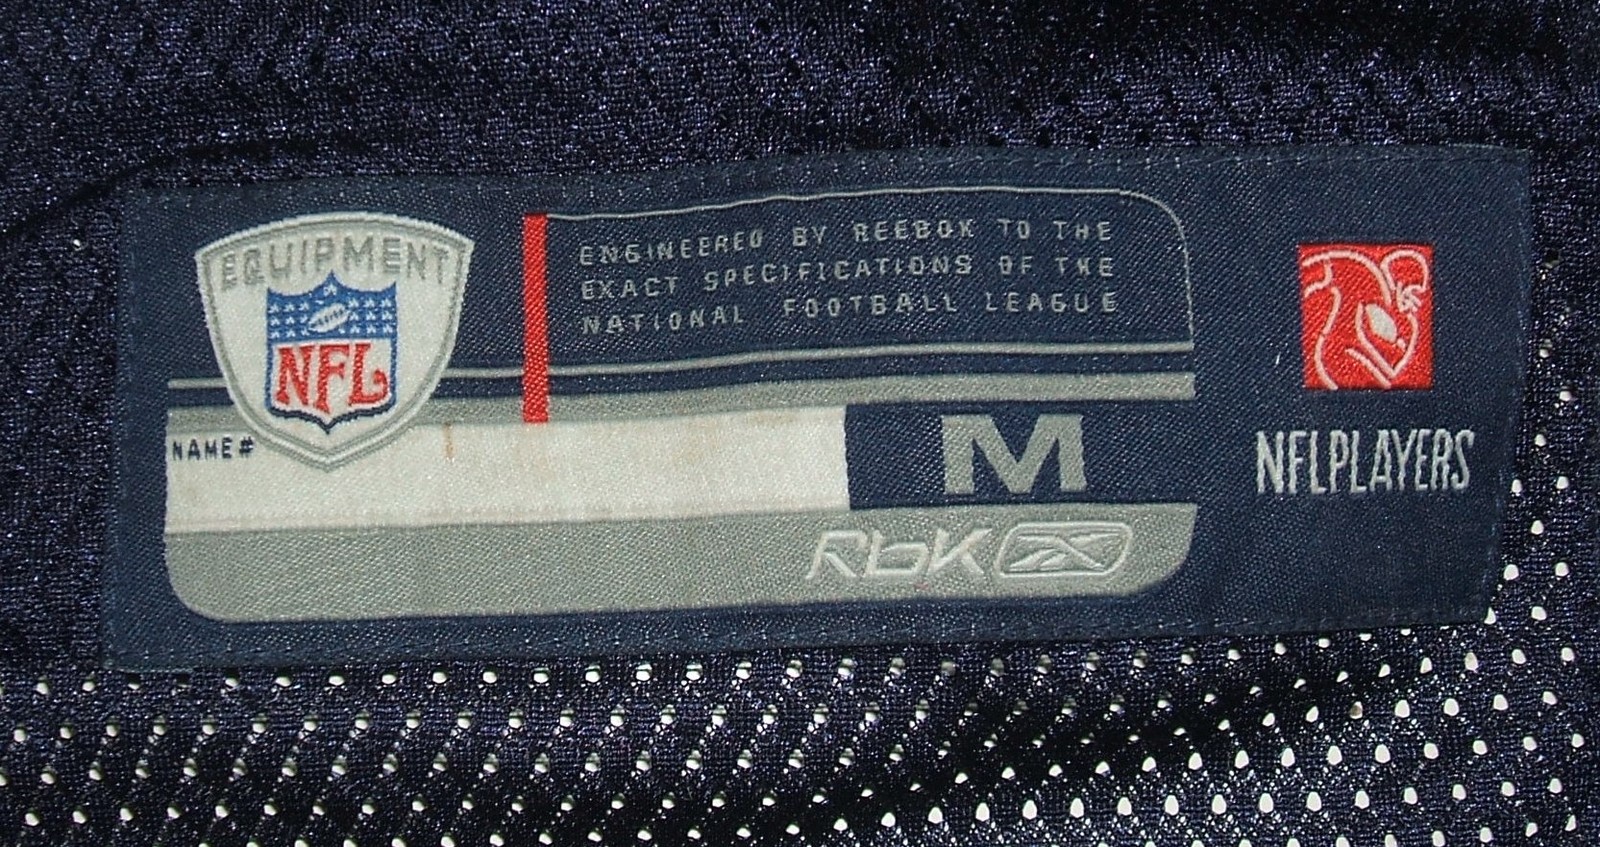 EQUIPMENT
NFL
ENGINEERED BY REEBOK TO THE
EXACT SPECIFICATIONS OF THE
NATIONAL FOOTBALL LEAGUE
NAME#
M
RbK
NFLPLAYERS